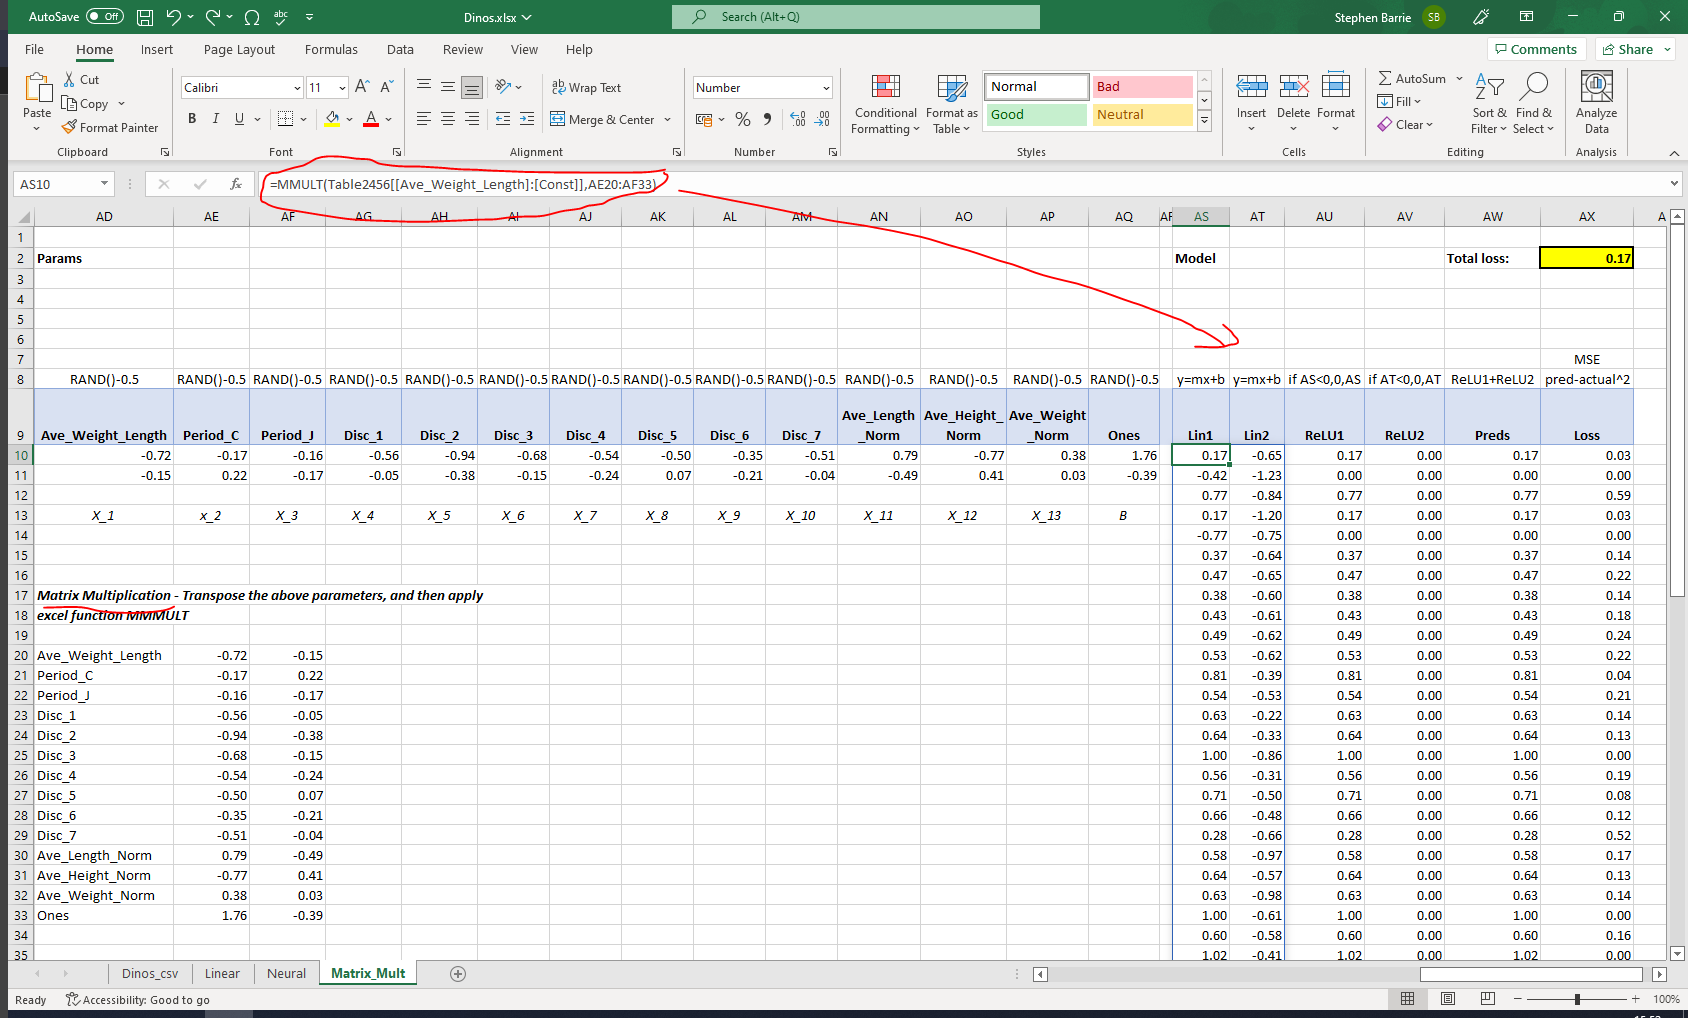 AutoSave Off abc Dinos.xlsx Search (Alt+Q) Stephen Barrie SB
File Home Insert Page Layout Formulas Data Review View Help Comments Share
Paste Cut Copy Format Painter Calibri 11 A A Wrap Text Number Conditional Formatting Format as Table Normal Bad Insert Delete Format AutoSum Sort & Filter Find & Select Analyze Data
B I U A Merge & Center % Good Neutral Fill Clear
Clipboard Font Alignment Number Styles Cells Editing Analysis
AS10 fx =MMULT(Table2456[[Ave_Weight_Length]:[Const]],AE20:AF33)
AD AE AF AG AH AI AJ AK AL AM AN AO AP AQ AS AT AU AV AW AX
1
2 Params Model Total loss: 0.17
3
4
5
6
7 MSE
8 RAND()-0.5 RAND()-0.5 RAND()-0.5 RAND()-0.5 RAND()-0.5 RAND()-0.5 RAND()-0.5 RAND()-0.5 RAND()-0.5 RAND()-0.5 RAND()-0.5 RAND()-0.5 RAND()-0.5 RAND()-0.5 y=mx+b y=mx+b if AS<0,0,AS if AT<0,0,AT ReLU1+ReLU2 pred-actual^2
9 Ave_Weight_Length Period_C Period_J Disc_1 Disc_2 Disc_3 Disc_4 Disc_5 Disc_6 Disc_7 Ave_Length_Norm Ave_Height_Norm Ave_Weight_Norm Ones Lin1 Lin2 ReLU1 ReLU2 Preds Loss
10 -0.72 -0.17 -0.16 -0.56 -0.94 -0.68 -0.54 -0.50 -0.35 -0.51 0.79 -0.77 0.38 1.76 0.17 -0.65 0.17 0.00 0.17 0.03
11 -0.15 0.22 -0.17 -0.05 -0.38 -0.15 -0.24 0.07 -0.21 -0.04 -0.49 0.41 0.03 -0.39 -0.42 -1.23 0.00 0.00 0.00 0.00
12 0.77 -0.84 0.77 0.00 0.77 0.59
13 X_1 x_2 X_3 X_4 X_5 X_6 X_7 X_8 X_9 X_10 X_11 X_12 X_13 B 0.17 -1.20 0.17 0.00 0.17 0.03
14 -0.77 -0.75 0.00 0.00 0.00 0.00
15 0.37 -0.64 0.37 0.00 0.37 0.14
16 0.47 -0.65 0.47 0.00 0.47 0.22
17 Matrix Multiplication - Transpose the above parameters, and then apply 0.38 -0.60 0.38 0.00 0.38 0.14
18 excel function MMMULT 0.43 -0.61 0.43 0.00 0.43 0.18
19 0.49 -0.62 0.49 0.00 0.49 0.24
20 Ave_Weight_Length -0.72 -0.15 0.53 -0.62 0.53 0.00 0.53 0.22
21 Period_C -0.17 0.22 0.81 -0.39 0.81 0.00 0.81 0.04
22 Period_J -0.16 -0.17 0.54 -0.53 0.54 0.00 0.54 0.21
23 Disc_1 -0.56 -0.05 0.63 -0.22 0.63 0.00 0.63 0.14
24 Disc_2 -0.94 -0.38 0.64 -0.33 0.64 0.00 0.64 0.13
25 Disc_3 -0.68 -0.15 1.00 -0.86 1.00 0.00 1.00 0.00
26 Disc_4 -0.54 -0.24 0.56 -0.31 0.56 0.00 0.56 0.19
27 Disc_5 -0.50 0.07 0.71 -0.50 0.71 0.00 0.71 0.08
28 Disc_6 -0.35 -0.21 0.66 -0.48 0.66 0.00 0.66 0.12
29 Disc_7 -0.51 -0.04 0.28 -0.66 0.28 0.00 0.28 0.52
30 Ave_Length_Norm 0.79 -0.49 0.58 -0.97 0.58 0.00 0.58 0.17
31 Ave_Height_Norm -0.77 0.41 0.64 -0.57 0.64 0.00 0.64 0.13
32 Ave_Weight_Norm 0.38 0.03 0.63 -0.98 0.63 0.00 0.63 0.14
33 Ones 1.76 -0.39 1.00 -0.61 1.00 0.00 1.00 0.00
34 0.60 -0.58 0.60 0.00 0.60 0.16
35 1.02 -0.41 1.02 0.00 1.02 0.00
Dinos_csv Linear Neural Matrix_Mult
Ready Accessibility: Good to go 100%